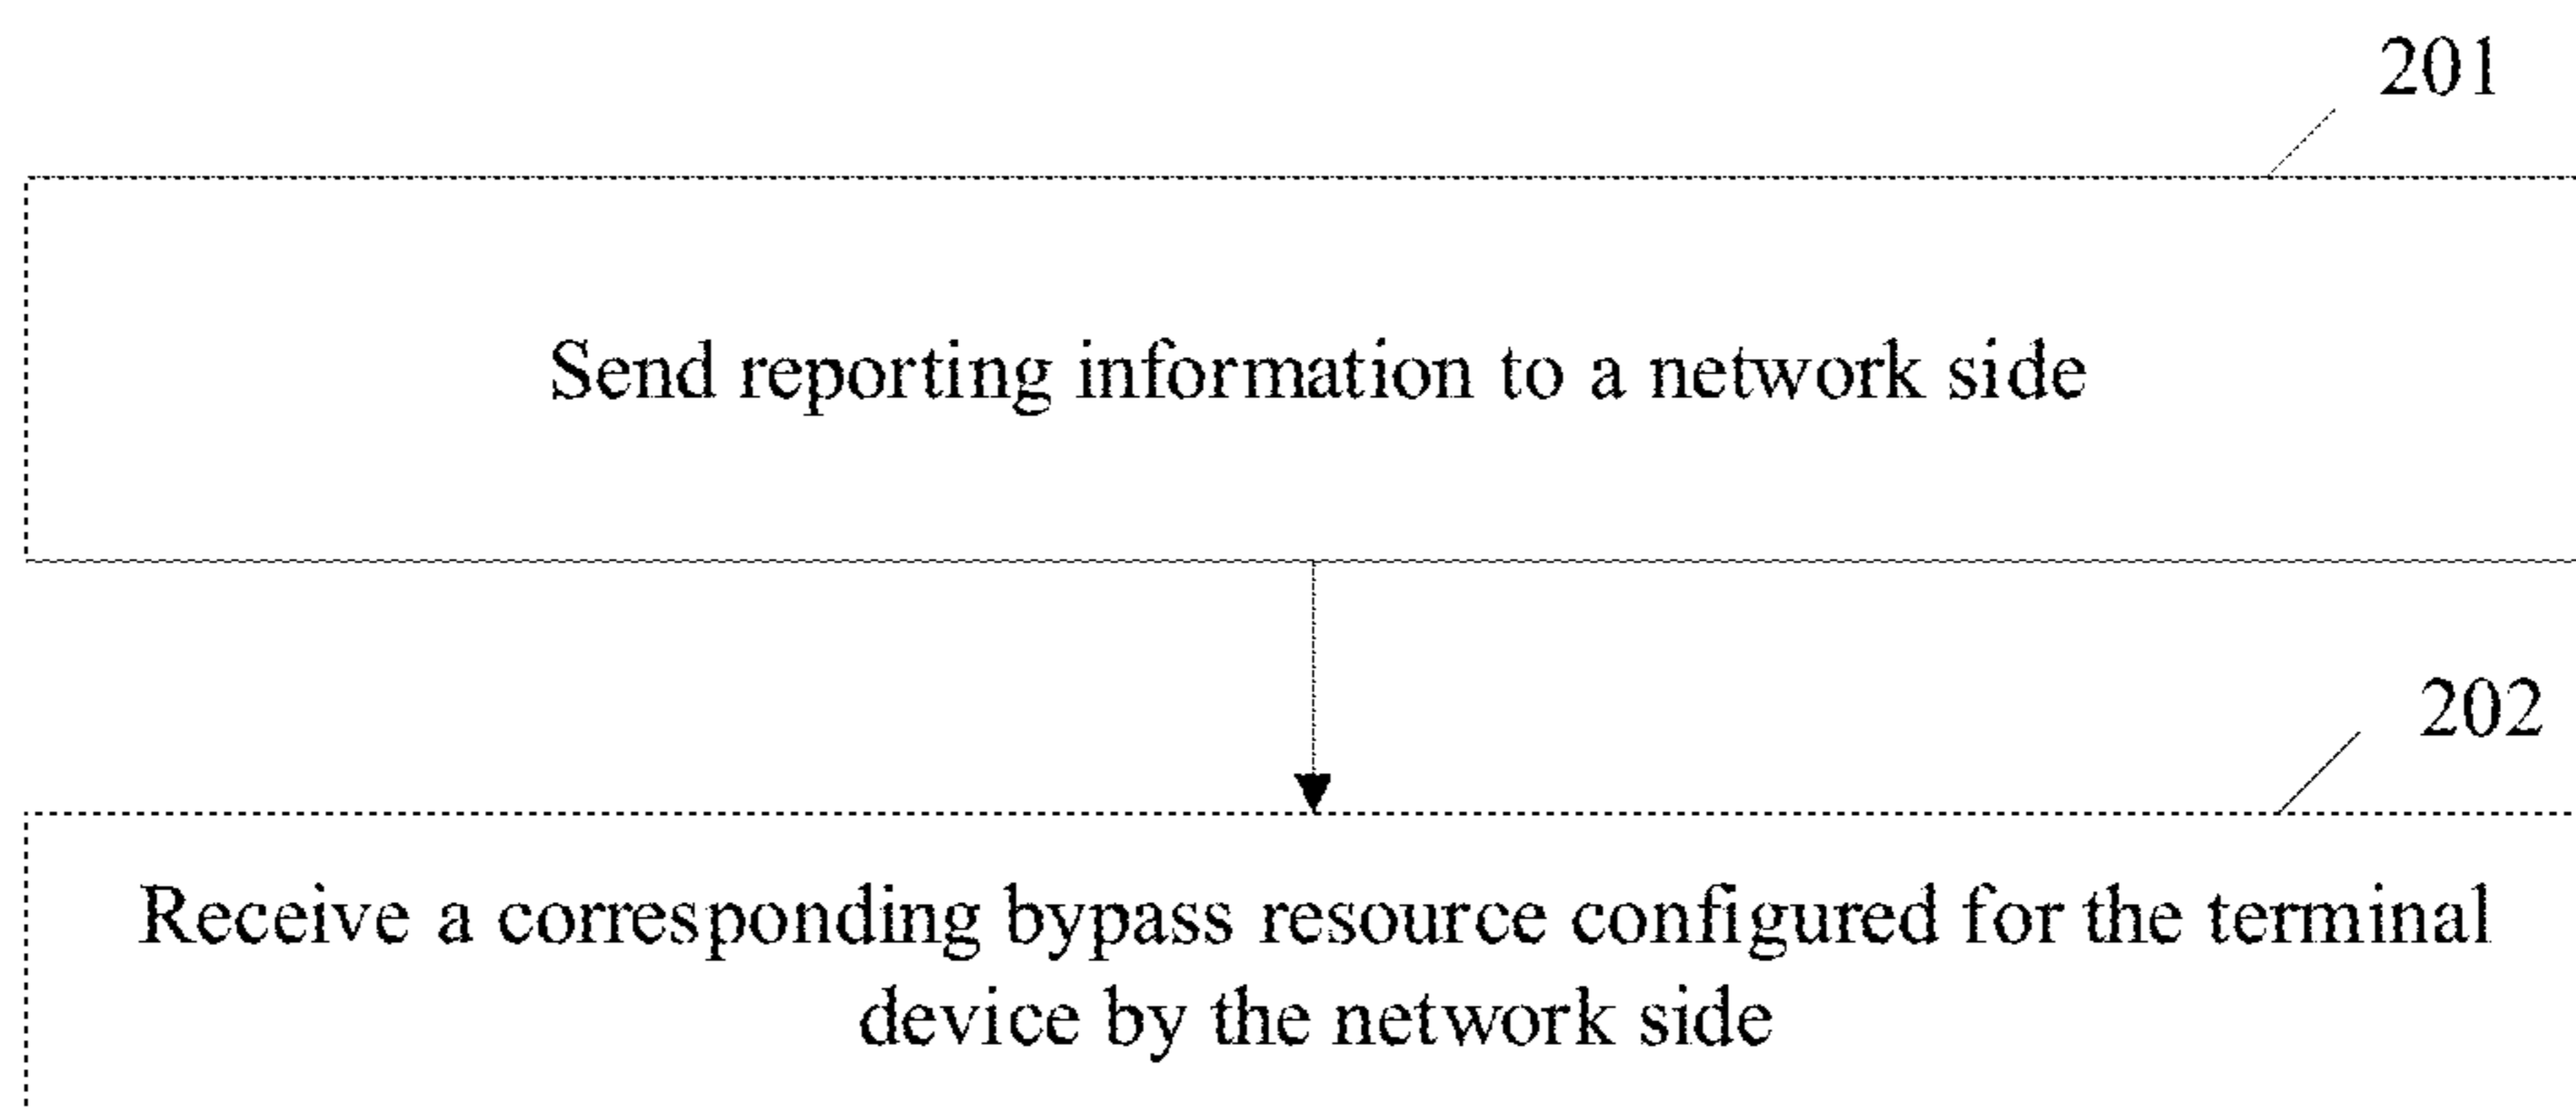 201
Send reporting information to a network side
202
Receive a corresponding bypass resource configured for the terminal
device by the network side